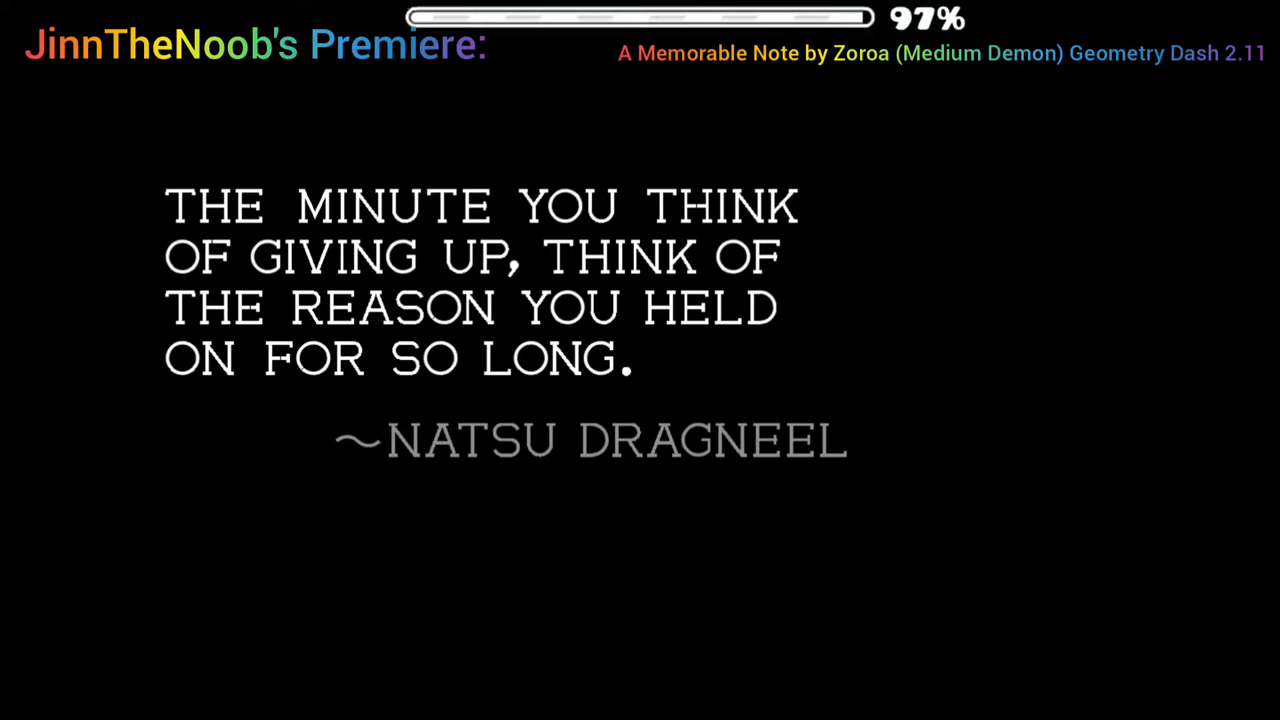 97%
JinnTheNoob's Premiere:
A Memorable Note by Zoroa (Medium Demon) Geometry Dash 2.11
THE MINUTE YOU THINK
OF GIVING UP, THINK OF
THE REASON YOU HELD
ON FOR SO LONG.
~NATSU DRAGNEEL